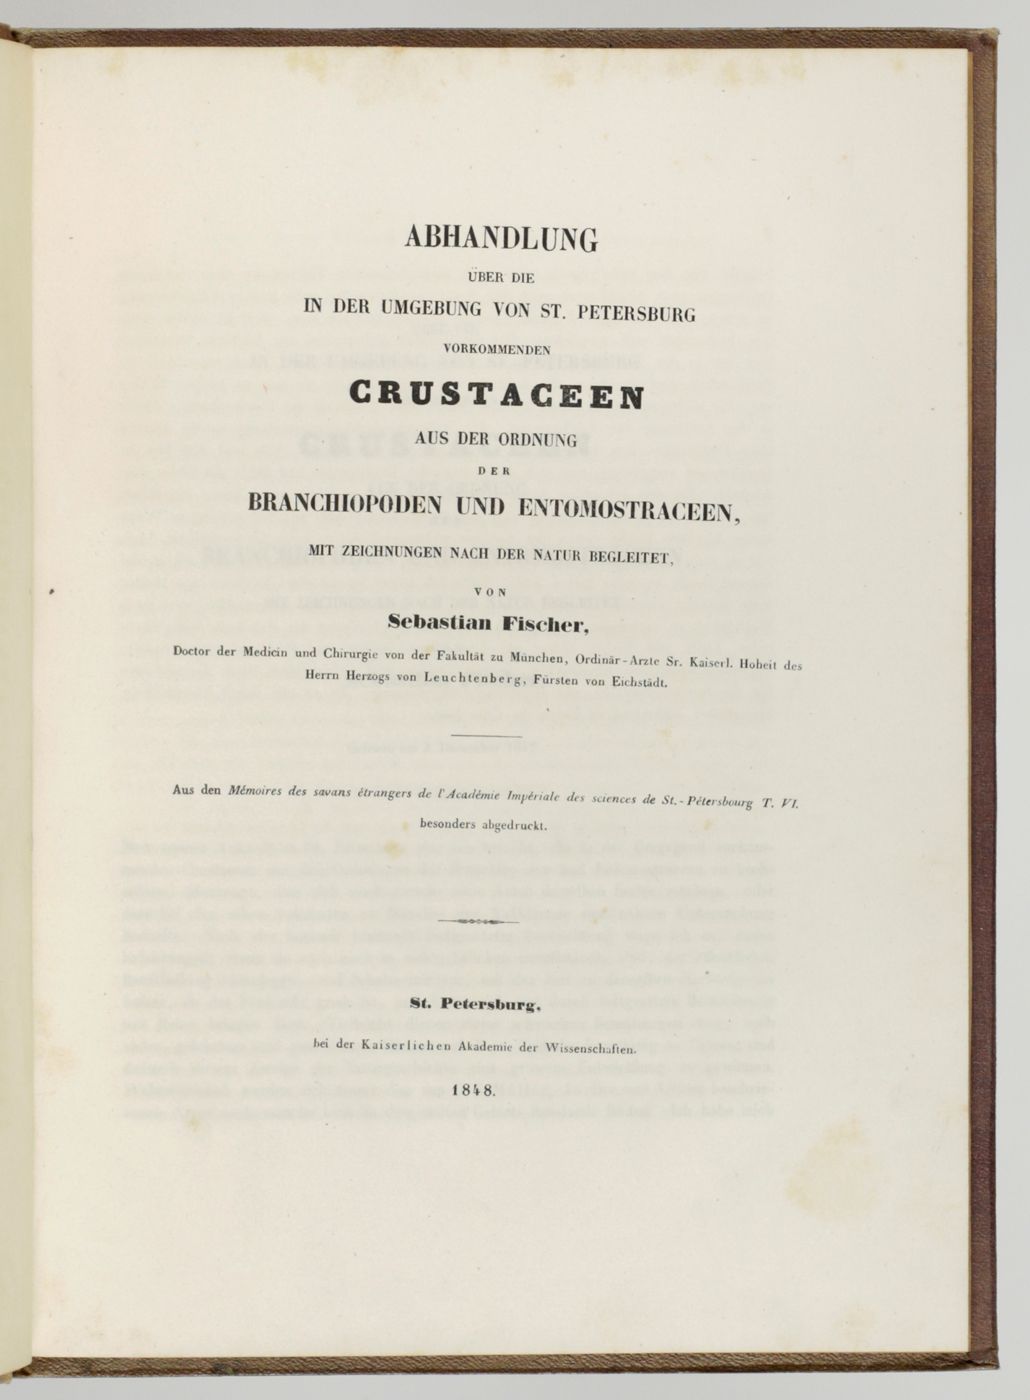 ABHANDLUNG
ÜBER DIE
IN DER UMGEBUNG VON ST. PETERSBURG
VORKOMMENDEN
CRUSTACEEN
AUS DER ORDNUNG
DER
BRANCHIOPODEN UND ENTOMOSTRACEEN,
MIT ZEICHNUNGEN NACH DER NATUR BEGLEITET,
VON
Sebastian Fischer,
Doctor der Medicin und Chirurgie von der Fakultät zu München, Ordinär-Arzte Sr. Kaiserl. Hoheit des
Herrn Herzogs von Leuchtenberg, Fürsten von Eichstädt.
Aus den Mémoires des savans étrangers de l'Académie Impériale des sciences de St.-Pétersbourg T. VI.
besonders abgedruckt.
St. Petersburg,
bei der Kaiserlichen Akademie der Wissenschaften.
1848.